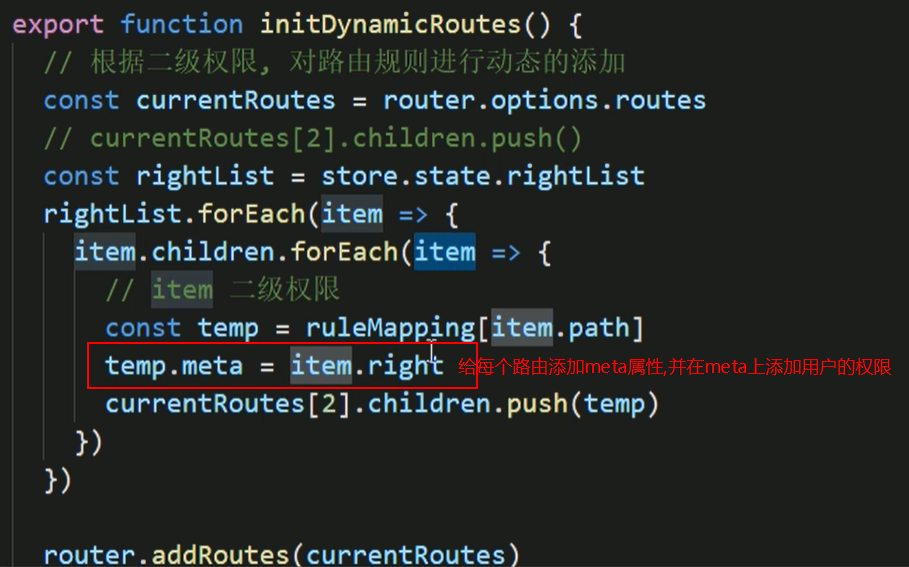 export function initDynamicRoutes() {
// 根据二级权限, 对路由规则进行动态的添加
const currentRoutes = router.options.routes
// currentRoutes[2].children.push()
const rightList = store.state.rightList
rightList.forEach(item => {
item.children.forEach(item => {
// item 二级权限
const temp = ruleMapping[item.path]
temp.meta = item.right 给每个路由添加meta属性,并在meta上添加用户的权限
currentRoutes[2].children.push(temp)
})
})
router.addRoutes(currentRoutes)